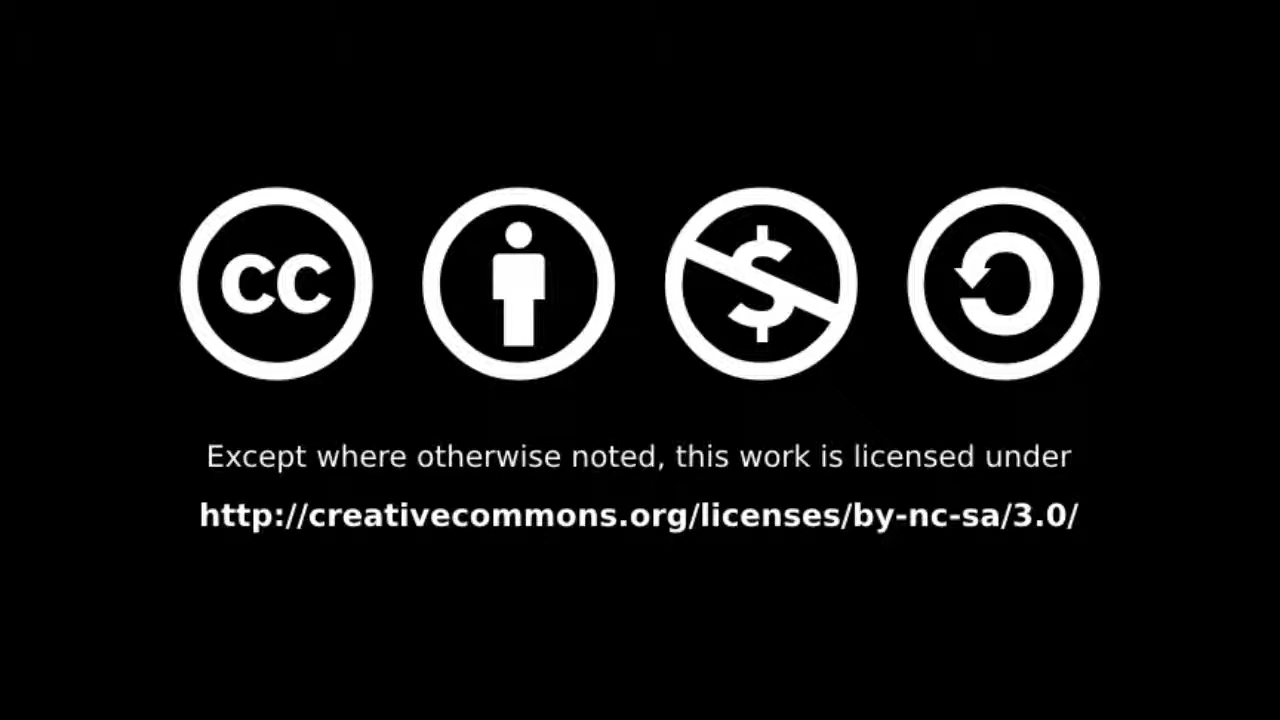 cc
Except where otherwise noted, this work is licensed under
http://creativecommons.org/licenses/by-nc-sa/3.0/